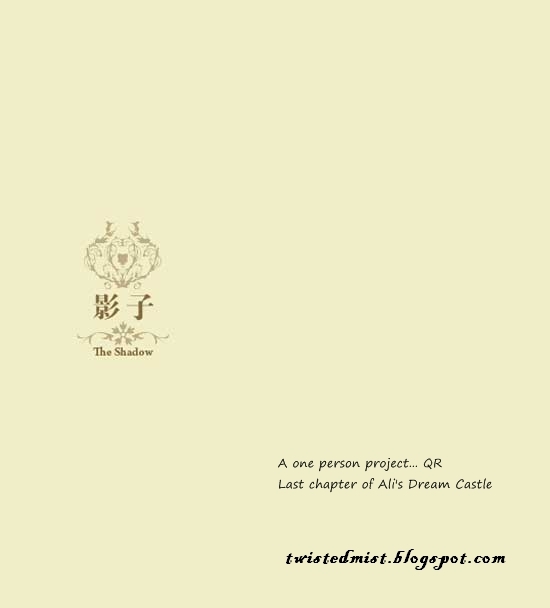 影子
The Shadow
A one person project... QR
Last chapter of Ali's Dream Castle
twistedmist.blogspot.com